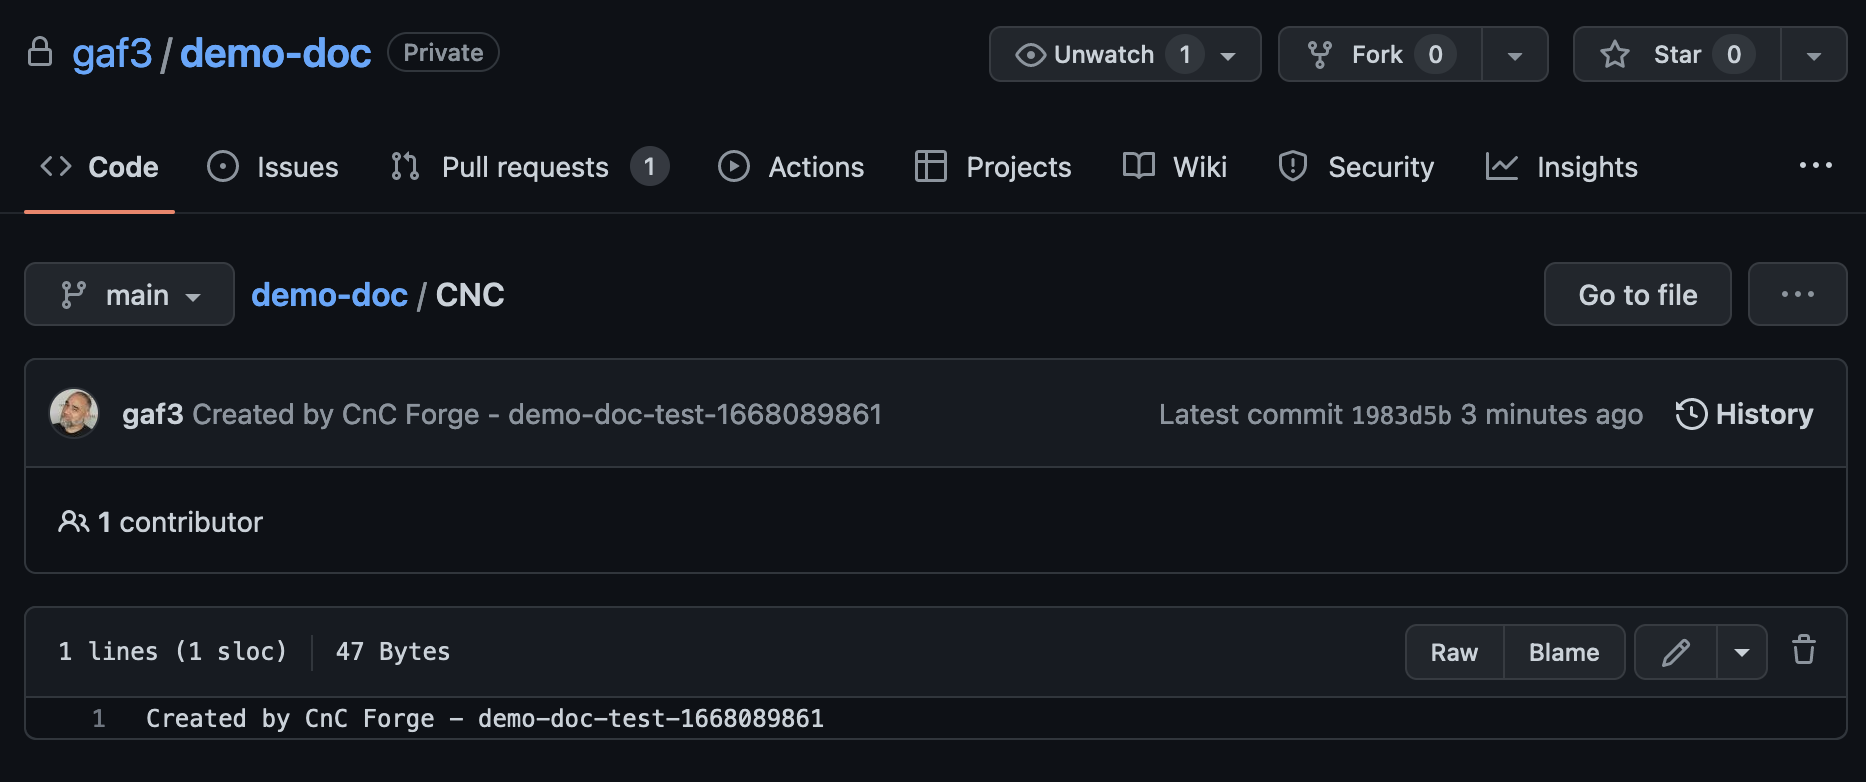 gaf3 / demo-doc Private Unwatch 1 Fork 0 Star 0
Code Issues Pull requests 1 Actions Projects Wiki Security Insights ...
main demo-doc / CNC Go to file ...
gaf3 Created by CnC Forge - demo-doc-test-1668089861 Latest commit 1983d5b 3 minutes ago History
1 contributor
1 lines (1 sloc) 47 Bytes Raw Blame
1 Created by CnC Forge - demo-doc-test-1668089861